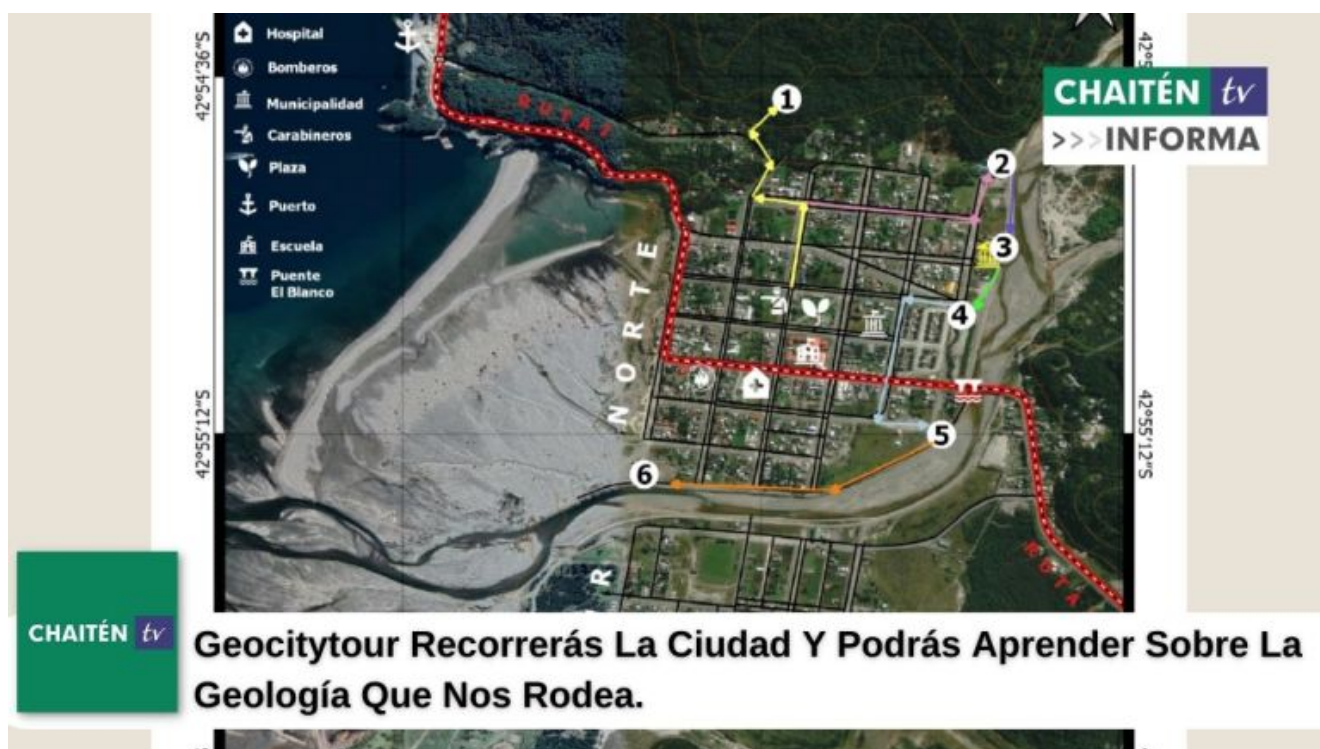 Hospital
Bomberos
Municipalidad
Carabineros
Plaza
Puerto
Escuela
Puente
El Blanco
42°54'36"S
42°55'12"S
RUTA 7
NORTE
1
2
3
4
5
6
42°5
42°55'12"S
RUTA
R
CHAITÉN tv
>>>INFORMA
CHAITÉN tv
Geocitytour Recorrerás La Ciudad Y Podrás Aprender Sobre La
Geología Que Nos Rodea.